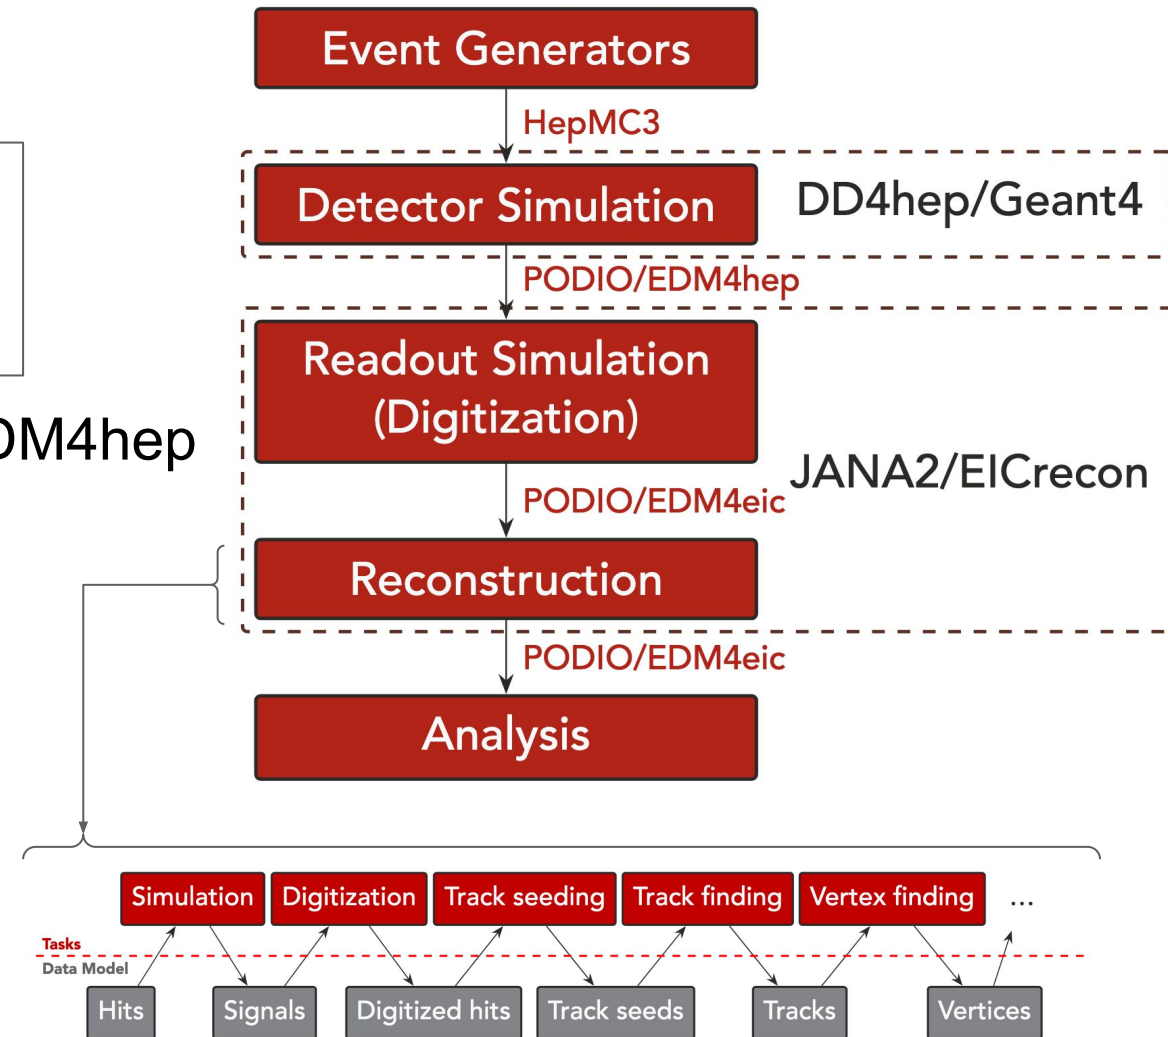 Event Generators
HepMC3
Detector Simulation
DD4hep/Geant4
PODIO/EDM4hep
Readout Simulation
(Digitization)
DM4hep
JANA2/EICrecon
PODIO/EDM4eic
Reconstruction
PODIO/EDM4eic
Analysis
Simulation
Digitization
Track seeding
Track finding
Vertex finding
...
Tasks
Data Model
Hits
Signals
Digitized hits
Track seeds
Tracks
Vertices